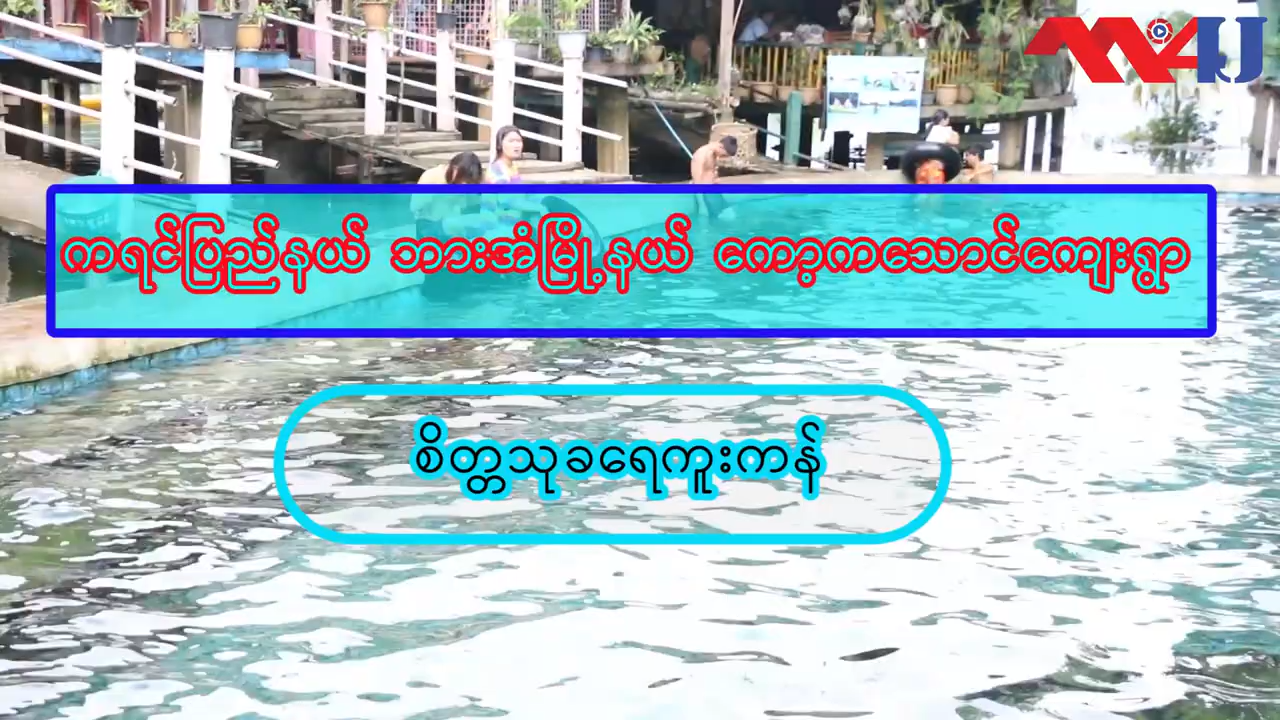 M4U
ကရင်ပြည်နယ် ဘားအံမြို့နယ် ကော့ကသောင်ကျေးရွာ
စိတ္တသုခရေကူးကန်